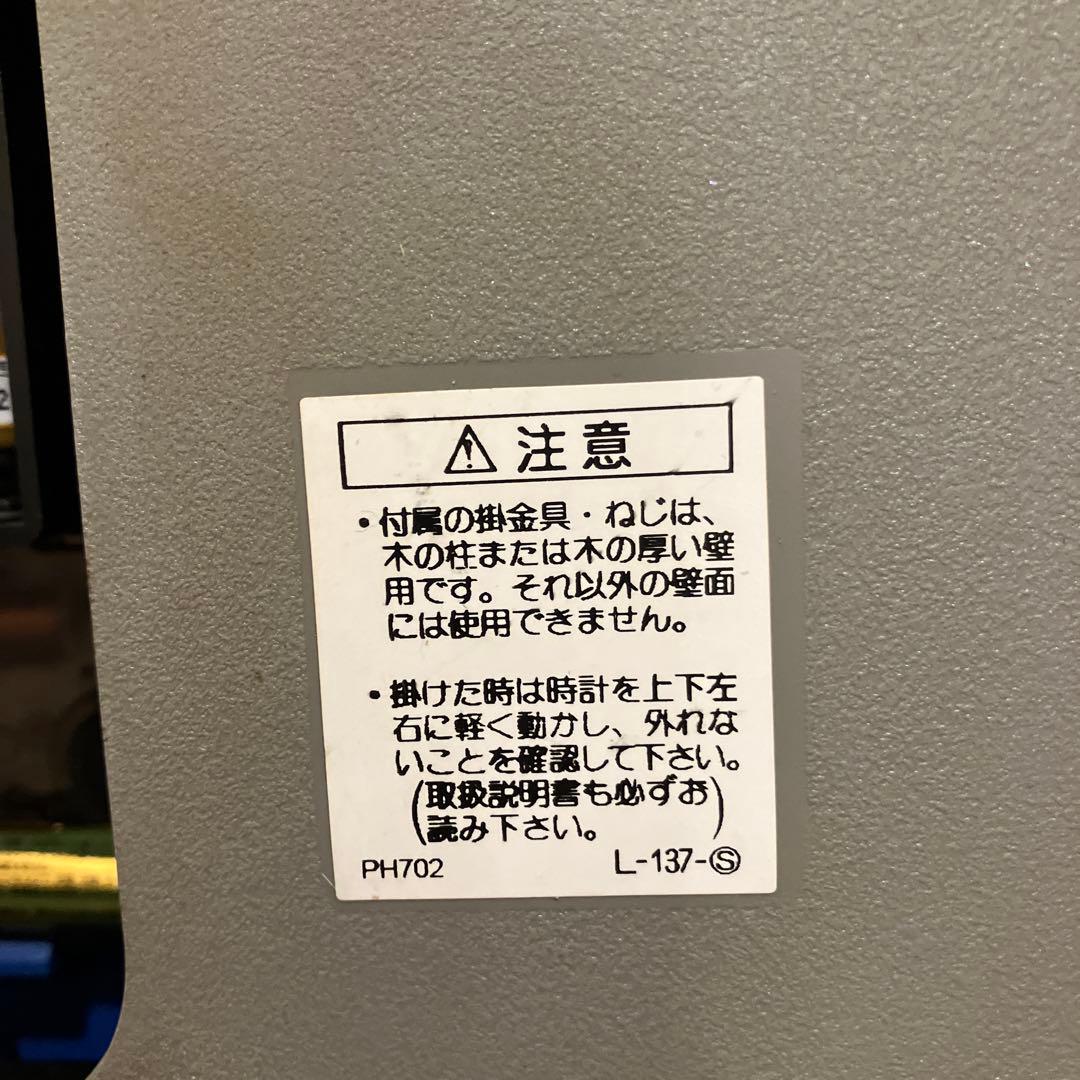 ⚠ 注意
・付属の掛金具・ねじは、
木の柱または木の厚い壁
用です。それ以外の壁面
には使用できません。
・掛けた時は時計を上下左
右に軽く動かし、外れな
いことを確認して下さい。
(取扱説明書も必ずお
読み下さい。)
PH702 L-137-Ⓢ
2